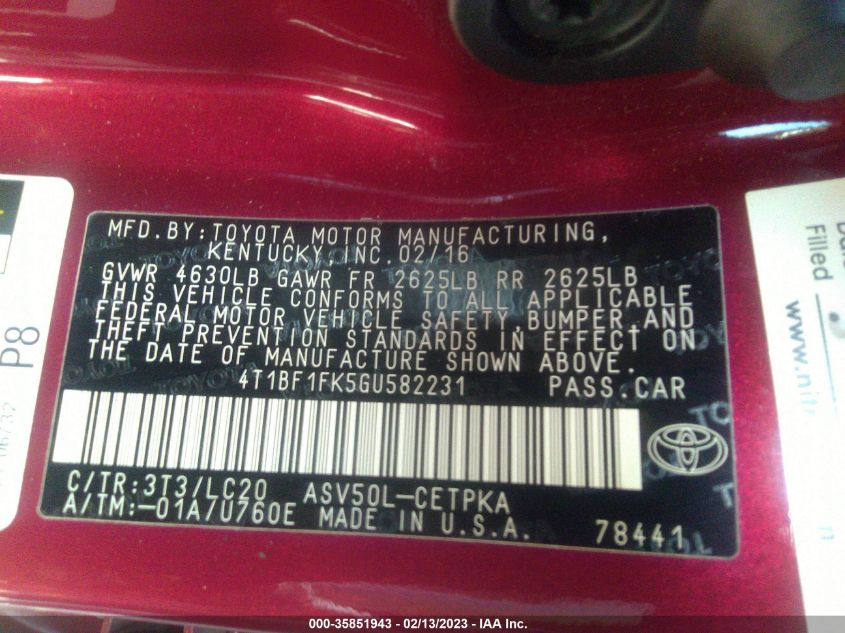 MFD.BY:TOYOTA MOTOR MANUFACTURING,
KENTUCKY, INC. 02/16
GVWR 4630LB GAWR FR 2625LB RR 2625LB
THIS VEHICLE CONFORMS TO ALL APPLICABLE
FEDERAL MOTOR VEHICLE SAFETY,BUMPER,AND
THEFT PREVENTION STANDARDS IN EFFECT ON
THE DATE OF MANUFACTURE SHOWN ABOVE.
4T1BF1FK5GU582231 PASS.CAR
C/TR:3T3/LC20 ASV50L-CETPKA
A/TM:-01A/U760E MADE IN U.S.A. 78441
P8
Filled
000-35851943 - 02/13/2023 - IAA Inc.